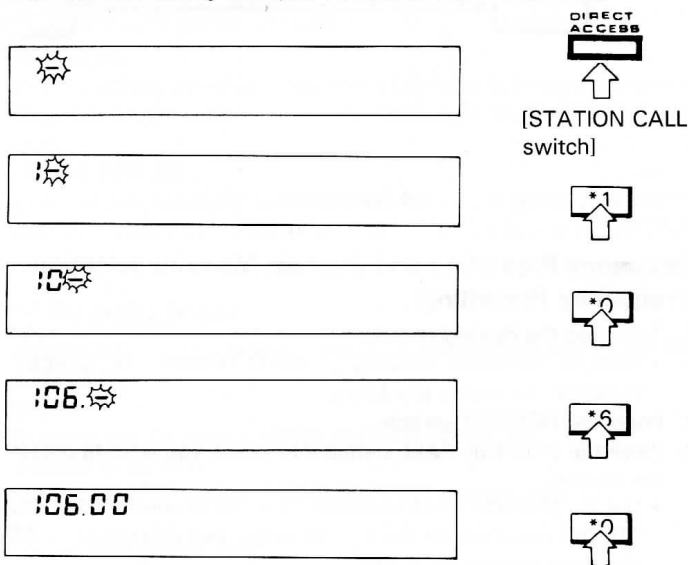 DIRECT
ACCESS
-
[STATION CALL
switch]
1-
*1
10-
*0
106.-
*6
106.00
*0